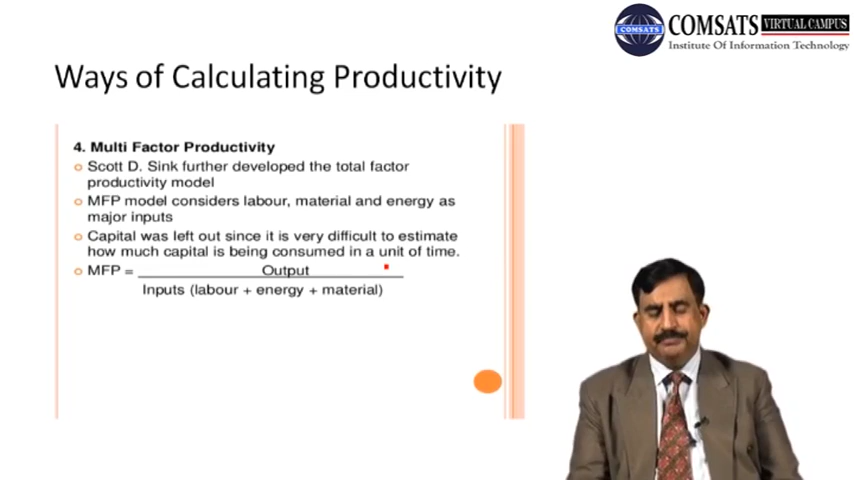 COMSATS
COMSATS VIRTUAL CAMPUS
Institute Of Information Technology
Ways of Calculating Productivity
4. Multi Factor Productivity
o Scott D. Sink further developed the total factor
productivity model
o MFP model considers labour, material and energy as
major inputs
o Capital was left out since it is very difficult to estimate
how much capital is being consumed in a unit of time.
o MFP = Output
Inputs (labour + energy + material)